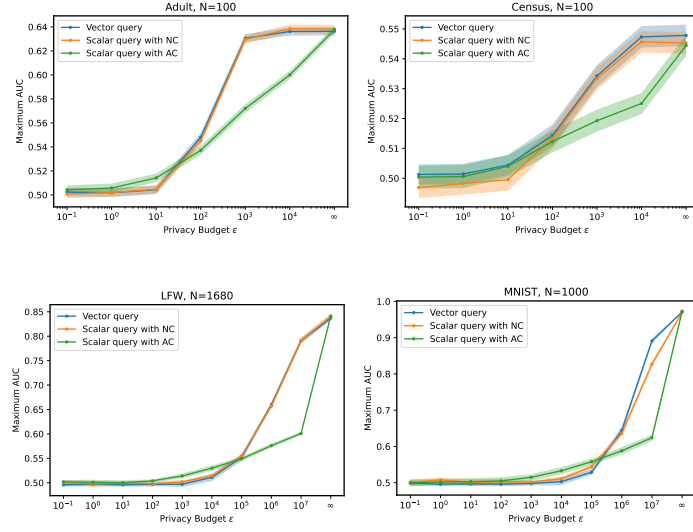 Adult, N=100
Maximum AUC
0.64
0.62
0.60
0.58
0.56
0.54
0.52
0.50
Vector query
Scalar query with NC
Scalar query with AC
10⁻¹ 10⁰ 10¹ 10² 10³ 10⁴ ∞
Privacy Budget ε
Census, N=100
Maximum AUC
0.55
0.54
0.53
0.52
0.51
0.50
Vector query
Scalar query with NC
Scalar query with AC
10⁻¹ 10⁰ 10¹ 10² 10³ 10⁴ ∞
Privacy Budget ε
LFW, N=1680
Maximum AUC
0.85
0.80
0.75
0.70
0.65
0.60
0.55
0.50
Vector query
Scalar query with NC
Scalar query with AC
10⁻¹ 10⁰ 10¹ 10² 10³ 10⁴ 10⁵ 10⁶ 10⁷ ∞
Privacy Budget ε
MNIST, N=1000
Maximum AUC
1.0
0.9
0.8
0.7
0.6
0.5
Vector query
Scalar query with NC
Scalar query with AC
10⁻¹ 10⁰ 10¹ 10² 10³ 10⁴ 10⁵ 10⁶ 10⁷ ∞
Privacy Budget ε